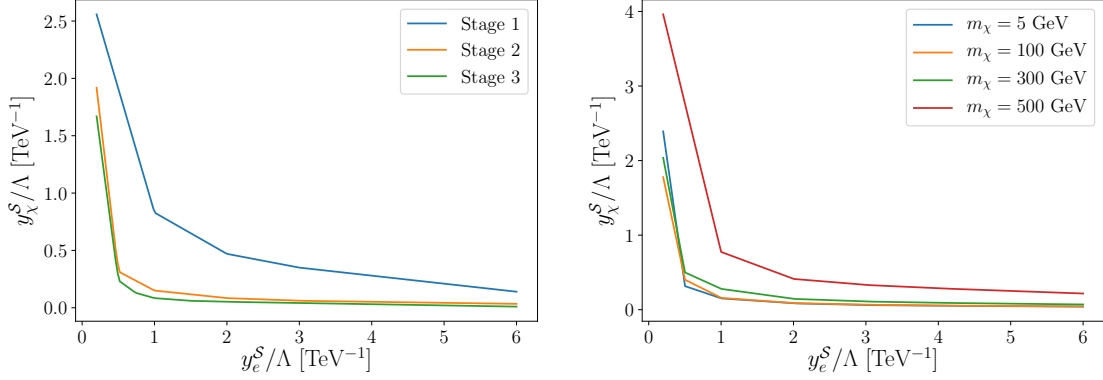 2.5
2.0
1.5
1.0
0.5
0.0
y_χ^𝒮/Λ [TeV⁻¹]
0 1 2 3 4 5 6
y_e^𝒮/Λ [TeV⁻¹]
Stage 1
Stage 2
Stage 3
4
3
2
1
0
y_χ^𝒮/Λ [TeV⁻¹]
0 1 2 3 4 5 6
y_e^𝒮/Λ [TeV⁻¹]
m_χ = 5 GeV
m_χ = 100 GeV
m_χ = 300 GeV
m_χ = 500 GeV